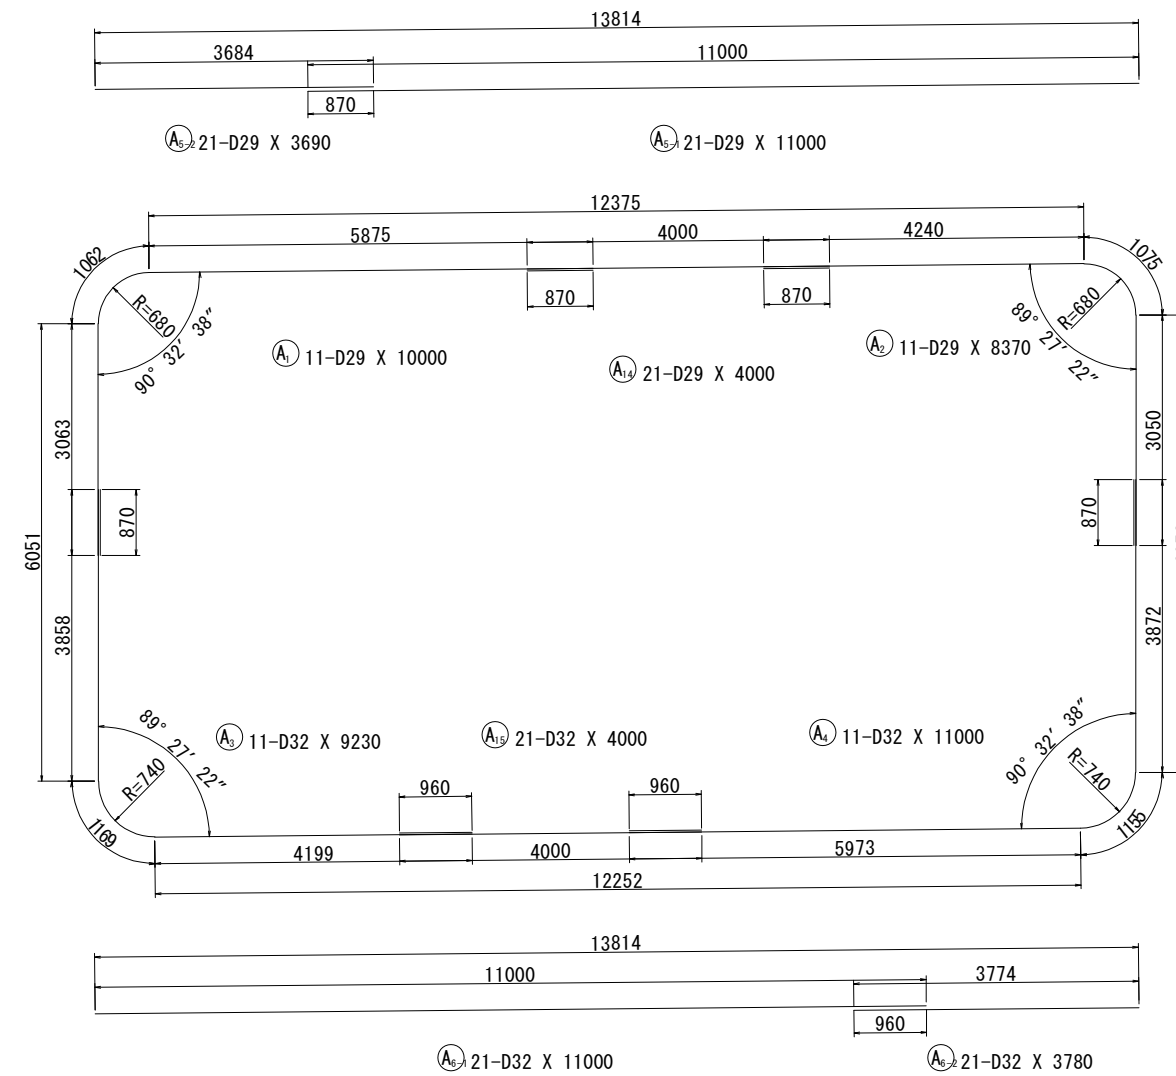 13814
3684
11000
870
A5-2 21-D29 X 3690
A5-1 21-D29 X 11000
12375
5875
4000
4240
1062
1075
870
870
R=680
R=680
90° 32′ 38″
89° 27′ 22″
A1 11-D29 X 10000
A14 21-D29 X 4000
A2 11-D29 X 8370
3063
3050
870
870
6051
3858
3872
89° 27′ 22″
90° 32′ 38″
A3 11-D32 X 9230
A15 21-D32 X 4000
A4 11-D32 X 11000
R=740
R=740
960
960
1169
1155
4199
4000
5973
12252
13814
11000
3774
960
A6-1 21-D32 X 11000
A6-2 21-D32 X 3780